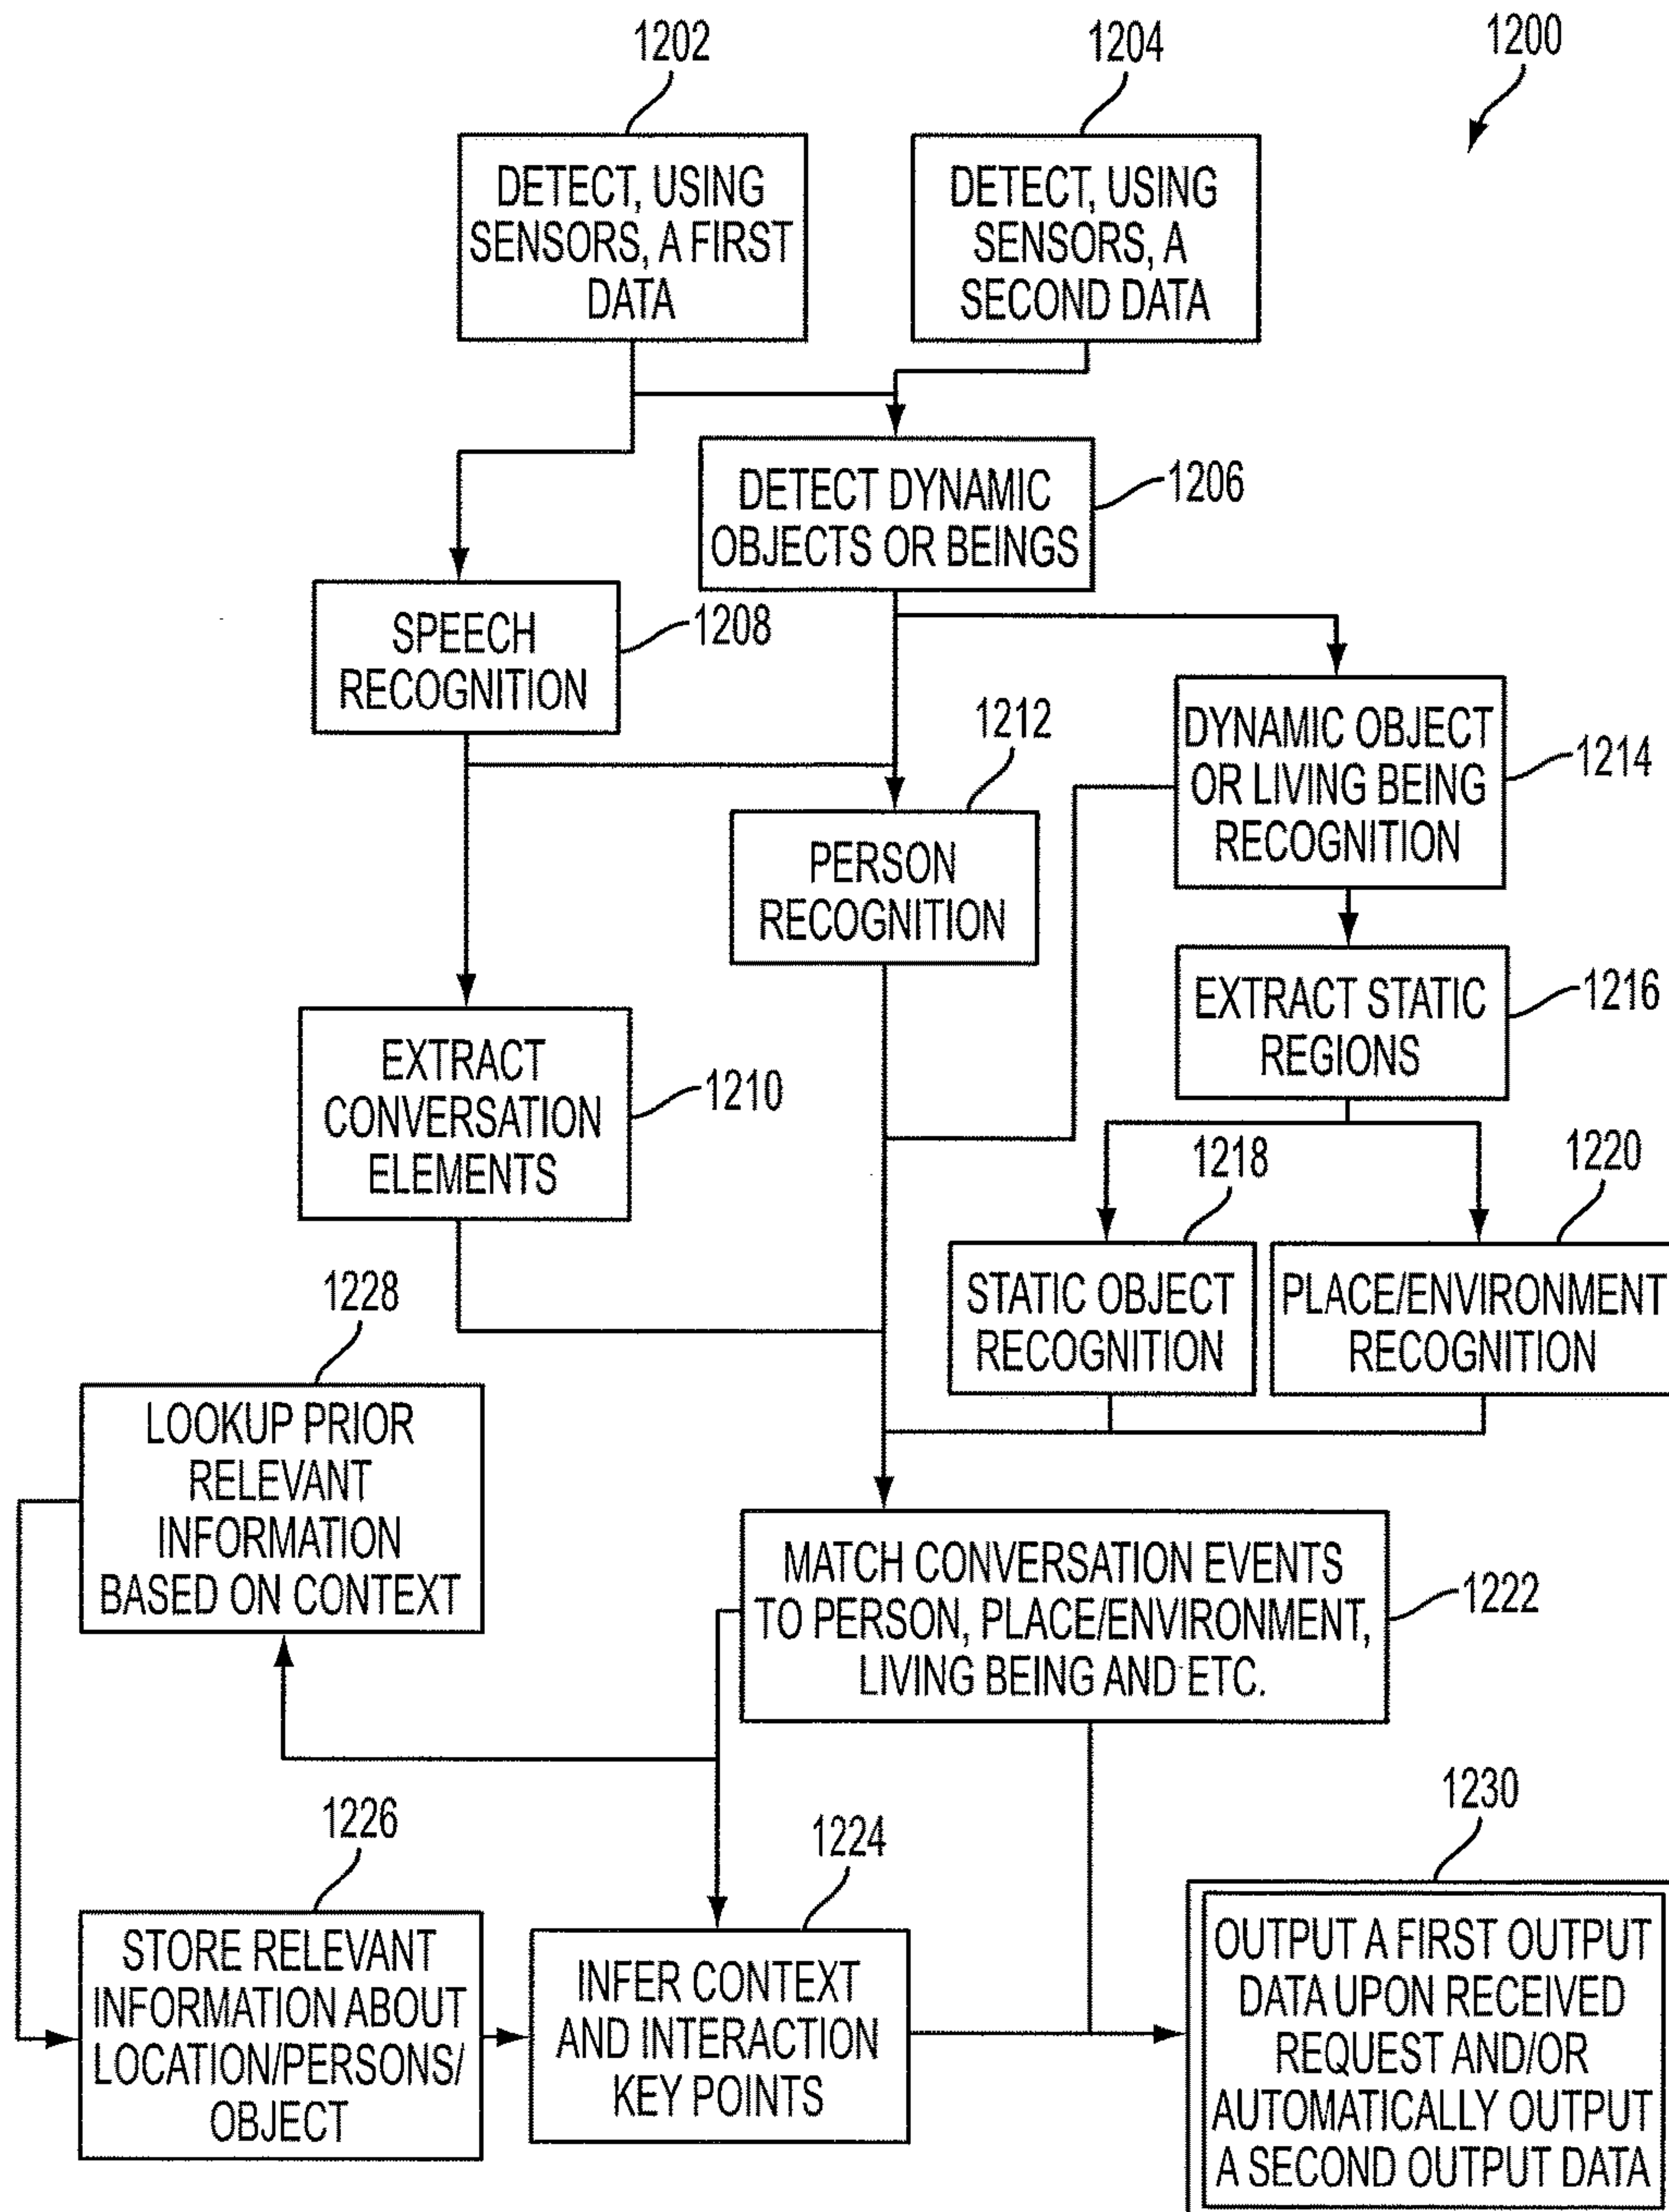 1202
1204
1200
DETECT, USING
SENSORS, A FIRST
DATA
DETECT, USING
SENSORS, A
SECOND DATA
DETECT DYNAMIC
OBJECTS OR BEINGS
1206
SPEECH
RECOGNITION
1208
1212
DYNAMIC OBJECT
OR LIVING BEING
RECOGNITION
1214
PERSON
RECOGNITION
EXTRACT STATIC
REGIONS
1216
EXTRACT
CONVERSATION
ELEMENTS
1210
1218
1220
STATIC OBJECT
RECOGNITION
PLACE/ENVIRONMENT
RECOGNITION
1228
LOOKUP PRIOR
RELEVANT
INFORMATION
BASED ON CONTEXT
MATCH CONVERSATION EVENTS
TO PERSON, PLACE/ENVIRONMENT,
LIVING BEING AND ETC.
1222
1226
1224
1230
STORE RELEVANT
INFORMATION ABOUT
LOCATION/PERSONS/
OBJECT
INFER CONTEXT
AND INTERACTION
KEY POINTS
OUTPUT A FIRST OUTPUT
DATA UPON RECEIVED
REQUEST AND/OR
AUTOMATICALLY OUTPUT
A SECOND OUTPUT DATA